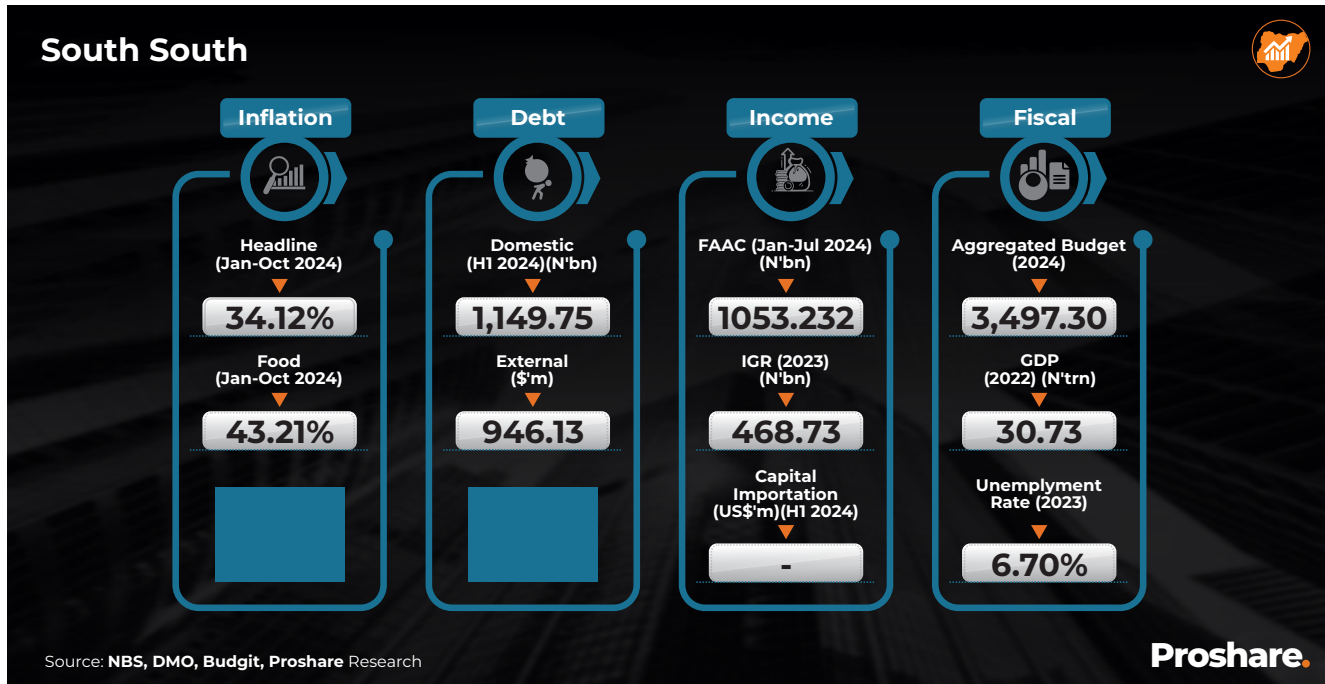 South South
Inflation
Headline
(Jan-Oct 2024)
34.12%
Food
(Jan-Oct 2024)
43.21%
Debt
Domestic
(H1 2024)(N'bn)
1,149.75
External
($'m)
946.13
Income
FAAC (Jan-Jul 2024)
(N'bn)
1053.232
IGR (2023)
(N'bn)
468.73
Capital
Importation
(US$'m)(H1 2024)
-
Fiscal
Aggregated Budget
(2024)
3,497.30
GDP
(2022) (N'trn)
30.73
Unemplyment
Rate (2023)
6.70%
Source: NBS, DMO, Budgit, Proshare Research
Proshare.